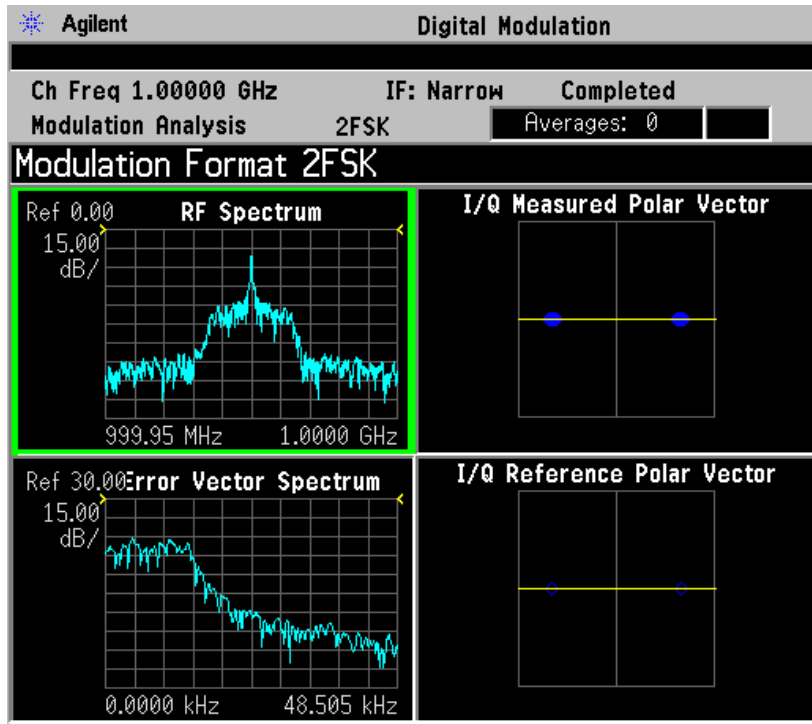 Agilent Digital Modulation
Ch Freq 1.00000 GHz IF: Narrow Completed
Modulation Analysis 2FSK Averages: 0
Modulation Format 2FSK
Ref 0.00 RF Spectrum
15.00
dB/
999.95 MHz 1.0000 GHz
I/Q Measured Polar Vector
Ref 30.00 Error Vector Spectrum
15.00
dB/
0.0000 kHz 48.505 kHz
I/Q Reference Polar Vector